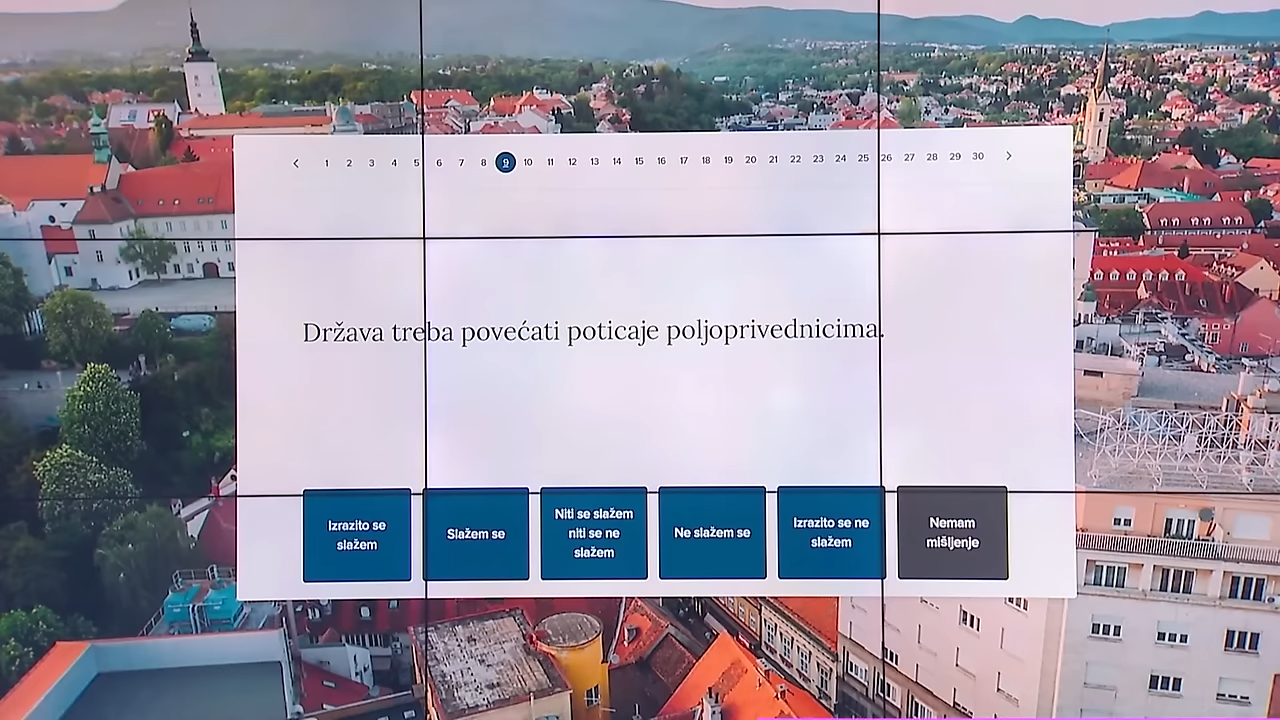 1 2 3 4 5 6 7 8 9 10 11 12 13 14 15 16 17 18 19 20 21 22 23 24 25 26 27 28 29 30
Država treba povećati poticaje poljoprivednicima.
Izrazito se
slažem
Slažem se
Niti se slažem
niti se ne
slažem
Ne slažem se
Izrazito se ne
slažem
Nemam
mišljenje